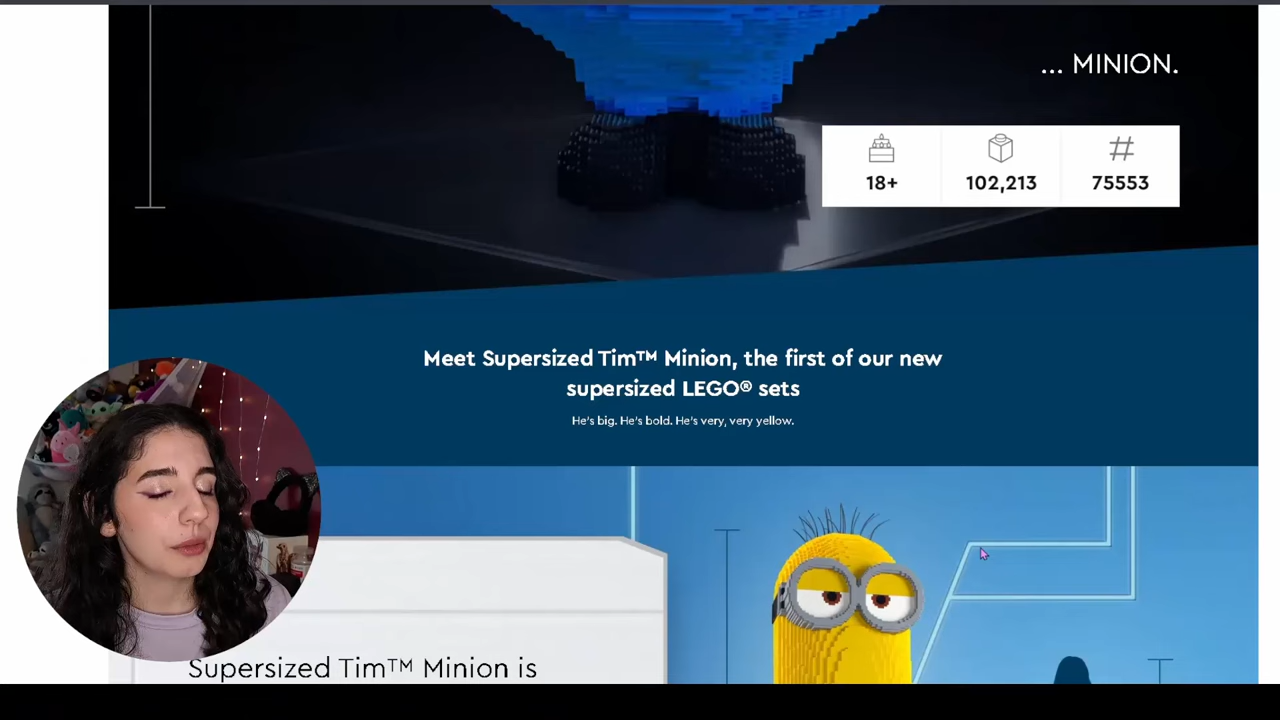 ... MINION.
18+
102,213
75553
Meet Supersized Tim™ Minion, the first of our new
supersized LEGO® sets
He's big. He's bold. He's very, very yellow.
Supersized Tim™ Minion is